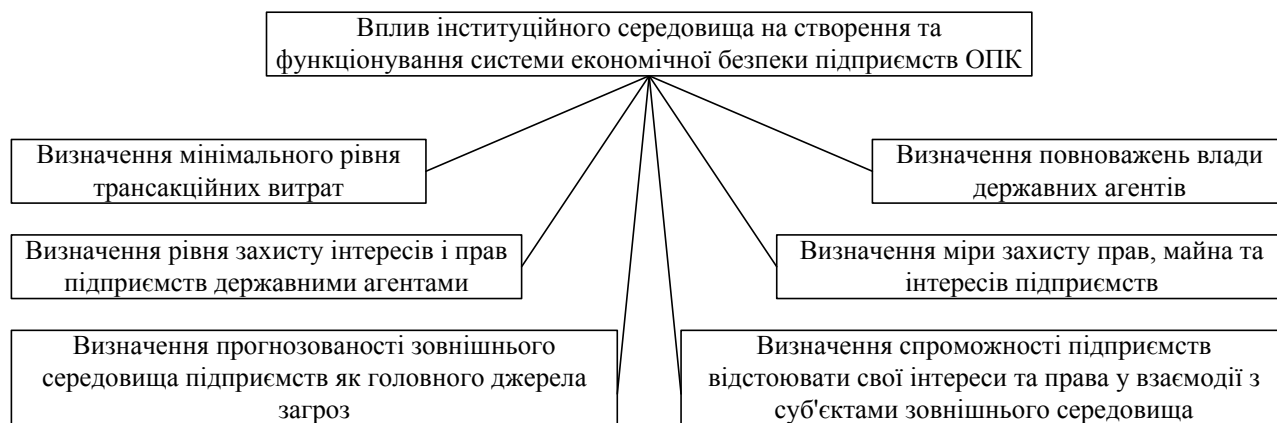 Вплив інституційного середовища на створення та
функціонування системи економічної безпеки підприємств ОПК
Визначення мінімального рівня
трансакційних витрат
Визначення повноважень влади
державних агентів
Визначення рівня захисту інтересів і прав
підприємств державними агентами
Визначення міри захисту прав, майна та
інтересів підприємств
Визначення прогнозованості зовнішнього
середовища підприємств як головного джерела
загроз
Визначення спроможності підприємств
відстоювати свої інтереси та права у взаємодії з
суб'єктами зовнішнього середовища